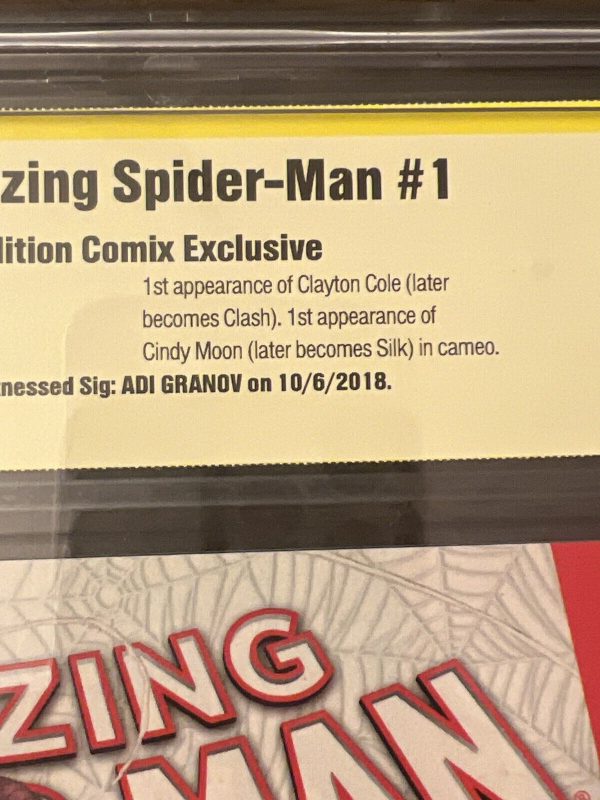 zing Spider-Man #1
dition Comix Exclusive
1st appearance of Clayton Cole (later
becomes Clash). 1st appearance of
Cindy Moon (later becomes Silk) in cameo.
nessed Sig: ADI GRANOV on 10/6/2018.
ZING
MAN